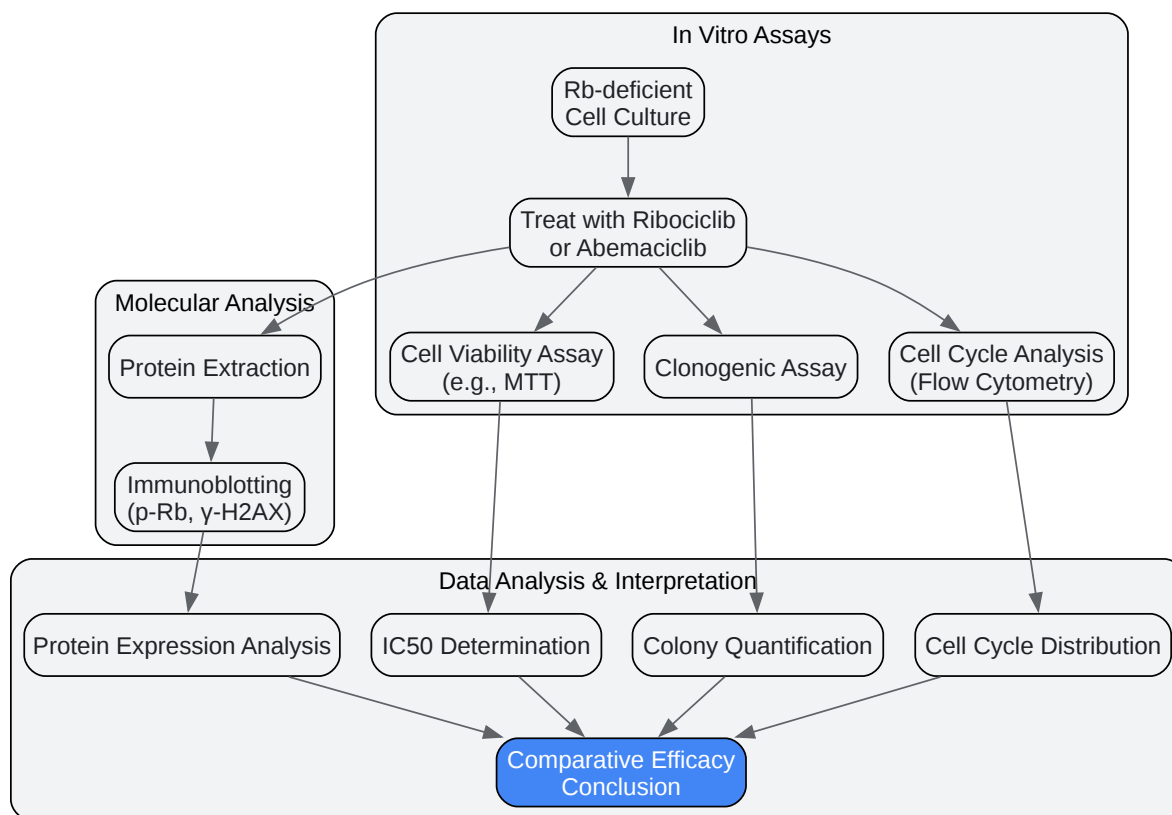 In Vitro Assays
Rb-deficient
Cell Culture
Treat with Ribociclib
or Abemaciclib
Molecular Analysis
Protein Extraction
Cell Viability Assay
(e.g., MTT)
Clonogenic Assay
Cell Cycle Analysis
(Flow Cytometry)
Immunoblotting
(p-Rb, γ-H2AX)
Data Analysis & Interpretation
Protein Expression Analysis
IC50 Determination
Colony Quantification
Cell Cycle Distribution
Comparative Efficacy
Conclusion